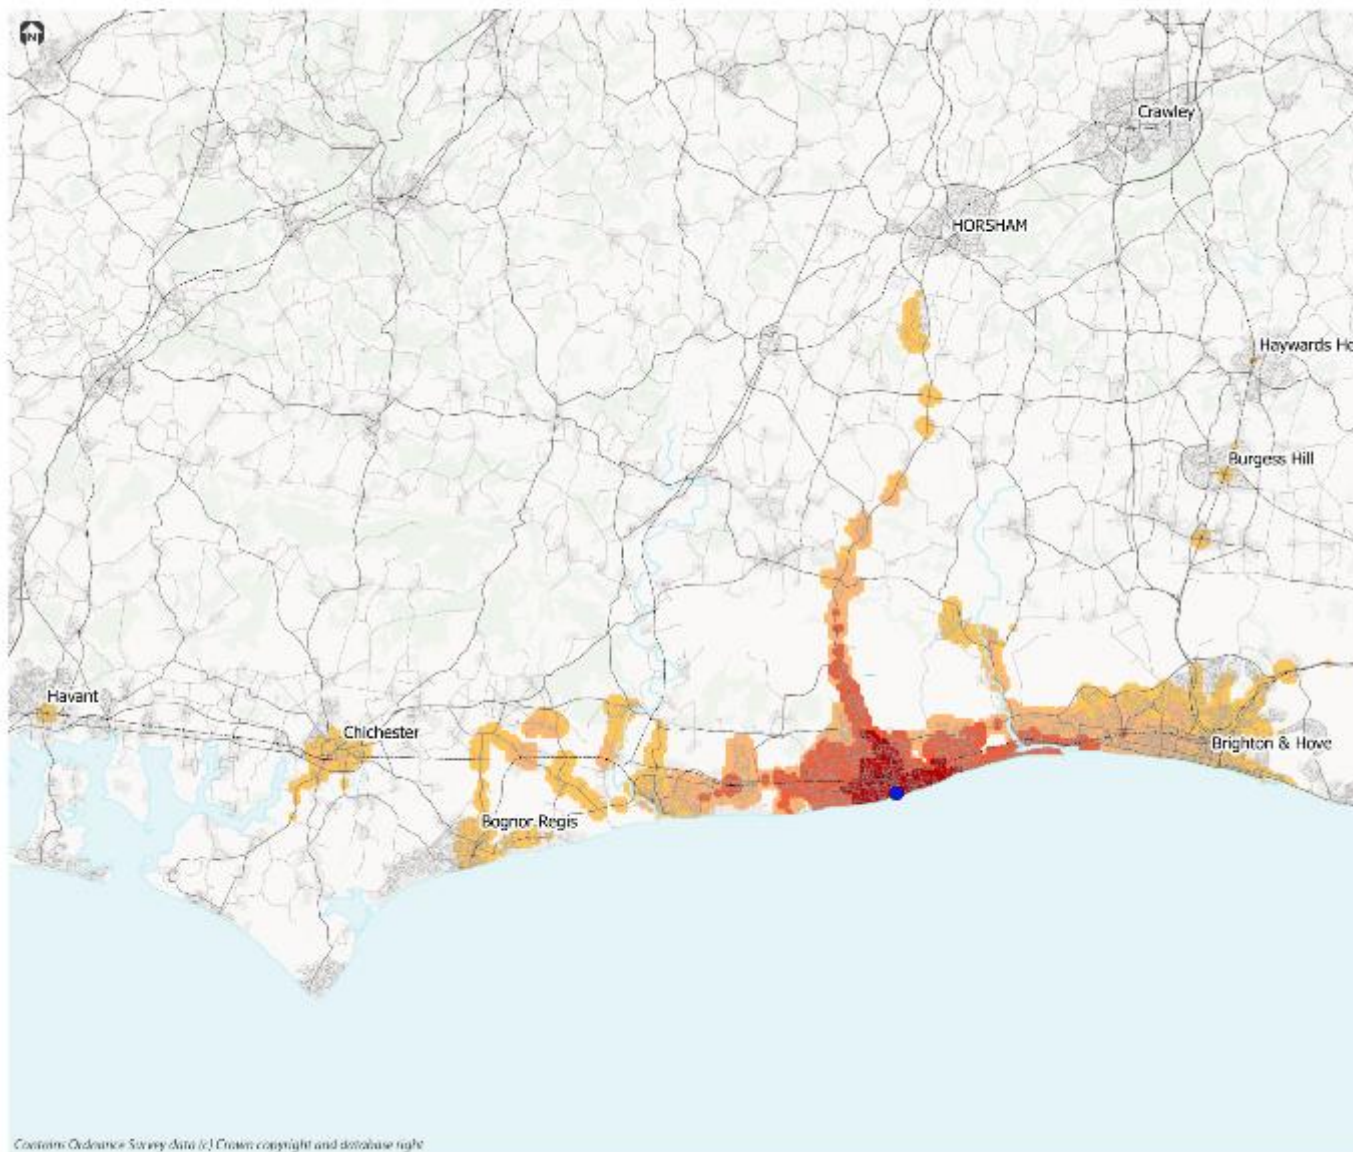 N
Crawley
HORSHAM
Haywards He
Burgess Hill
Havant
Chichester
Brighton & Hove
Bognor Regis
Contains Ordnance Survey data (c) Crown copyright and database right